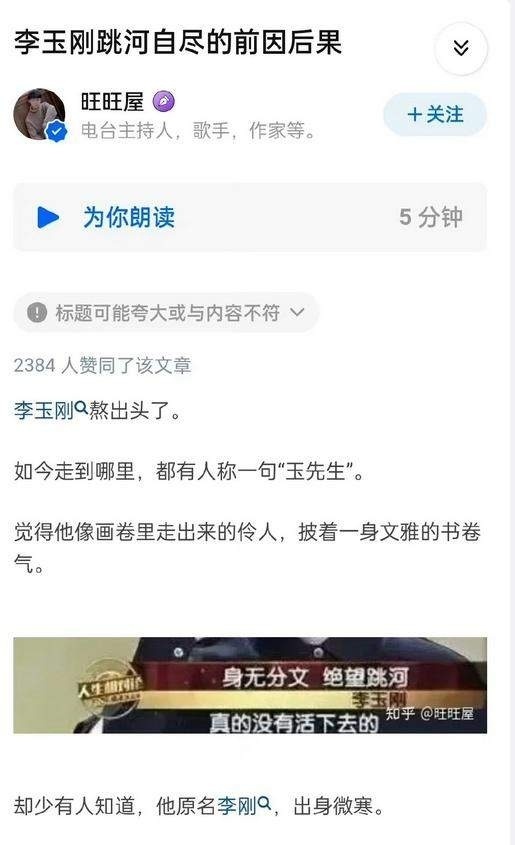 李玉刚跳河自尽的前因后果
旺旺屋
电台主持人，歌手，作家等。
＋关注
为你朗读
5 分钟
标题可能夸大或与内容不符
2384 人赞同了该文章
李玉刚熬出头了。
如今走到哪里，都有人称一句“玉先生”。
觉得他像画卷里走出来的伶人，披着一身文雅的书卷
气。
身无分文 绝望跳河
李玉刚
知乎 @旺旺屋
真的没有活下去的
却少有人知道，他原名李刚，出身微寒。